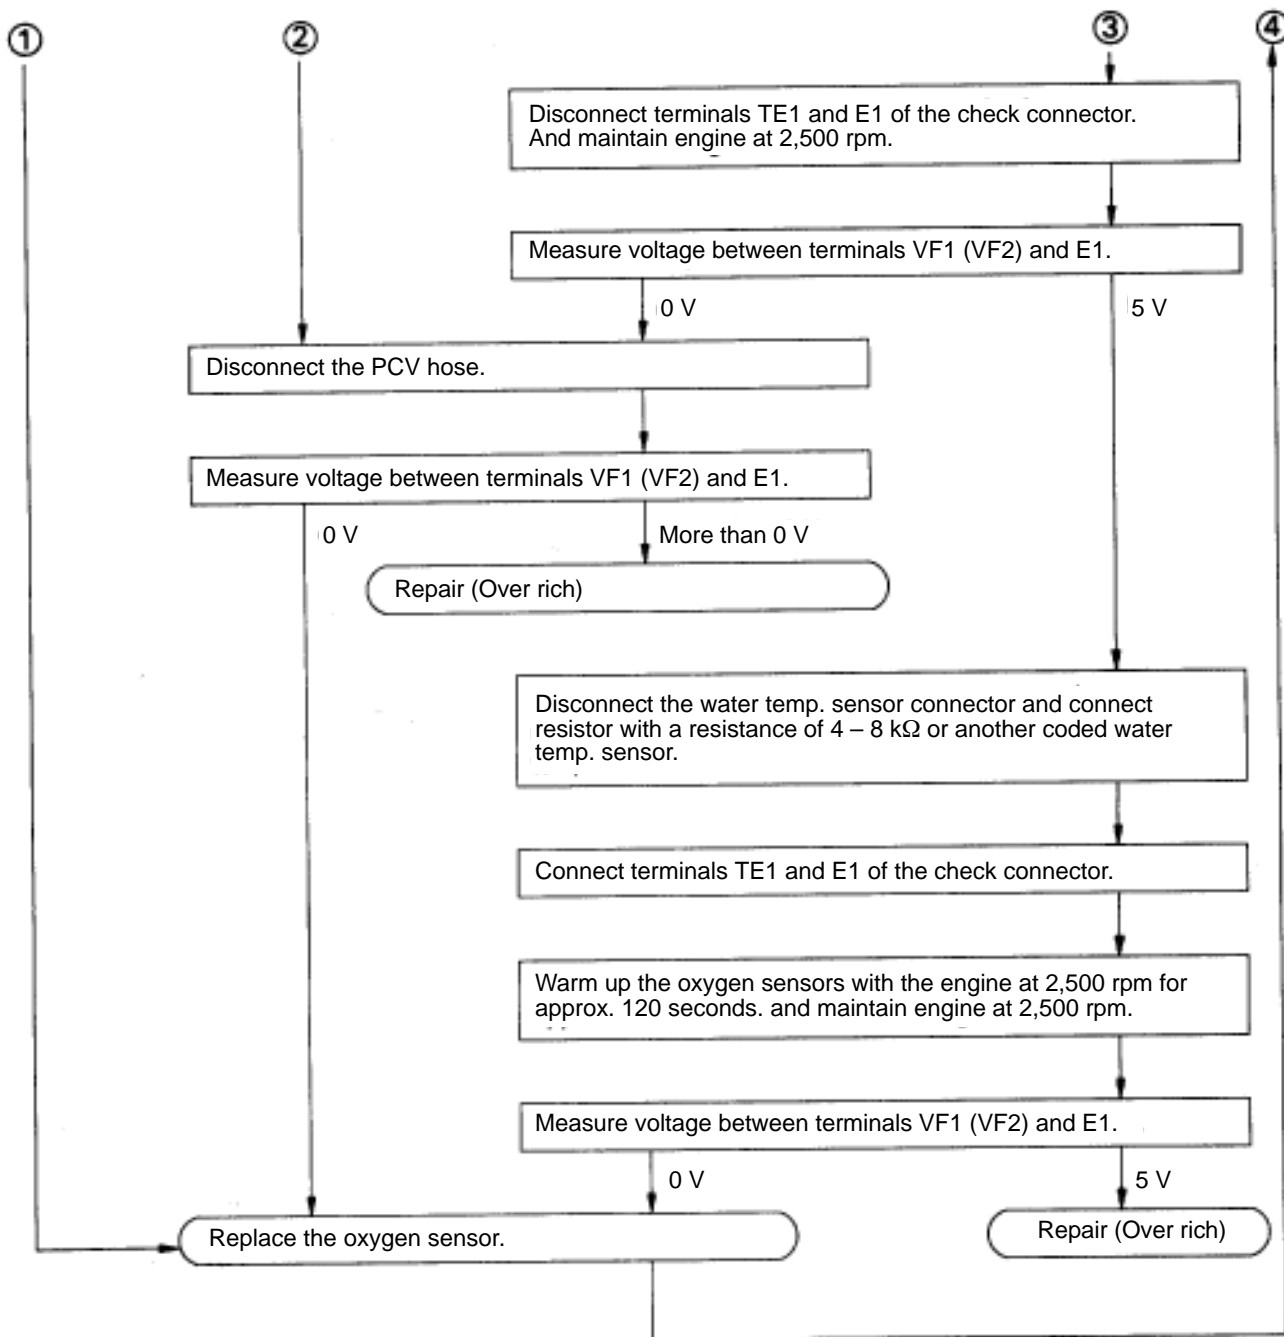 ① ② ③ ④
Disconnect terminals TE1 and E1 of the check connector.
And maintain engine at 2,500 rpm.
Measure voltage between terminals VF1 (VF2) and E1.
0 V
5 V
Disconnect the PCV hose.
Measure voltage between terminals VF1 (VF2) and E1.
0 V
More than 0 V
Repair (Over rich)
Disconnect the water temp. sensor connector and connect
resistor with a resistance of 4 – 8 kΩ or another coded water
temp. sensor.
Connect terminals TE1 and E1 of the check connector.
Warm up the oxygen sensors with the engine at 2,500 rpm for
approx. 120 seconds. and maintain engine at 2,500 rpm.
Measure voltage between terminals VF1 (VF2) and E1.
0 V
5 V
Replace the oxygen sensor.
Repair (Over rich)